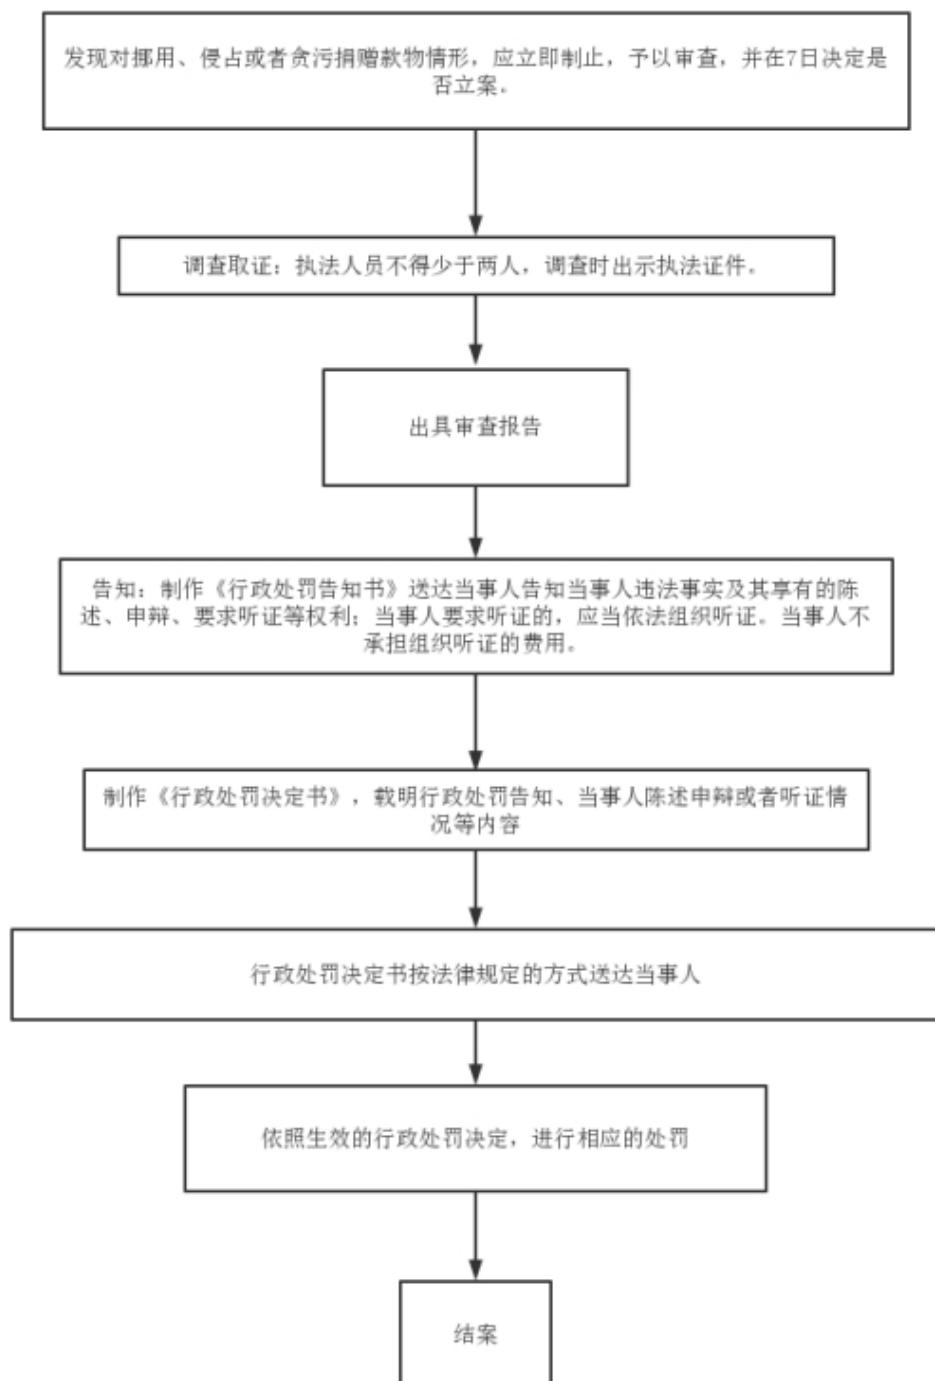 发现对挪用、侵占或者贪污捐赠款物情形，应立即制止，予以审查，并在7日决定是
否立案。
调查取证：执法人员不得少于两人，调查时出示执法证件。
出具审查报告
告知：制作《行政处罚告知书》送达当事人告知当事人违法事实及其享有的陈
述、申辩、要求听证等权利；当事人要求听证的，应当依法组织听证。当事人不
承担组织听证的费用。
制作《行政处罚决定书》，载明行政处罚告知、当事人陈述申辩或者听证情
况等内容
行政处罚决定书按法律规定的方式送达当事人
依照生效的行政处罚决定，进行相应的处罚
结案